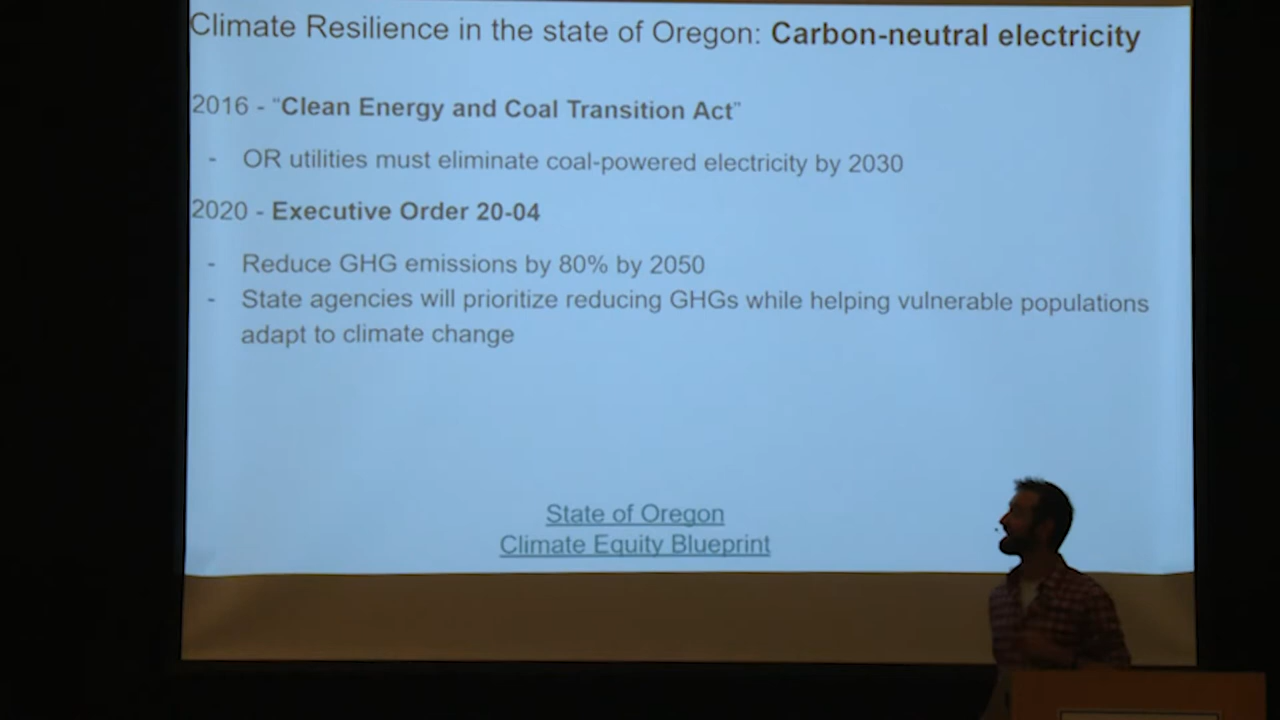 Climate Resilience in the state of Oregon: Carbon-neutral electricity
2016 - "Clean Energy and Coal Transition Act"
- OR utilities must eliminate coal-powered electricity by 2030
2020 - Executive Order 20-04
- Reduce GHG emissions by 80% by 2050
- State agencies will prioritize reducing GHGs while helping vulnerable populations
adapt to climate change
State of Oregon
Climate Equity Blueprint